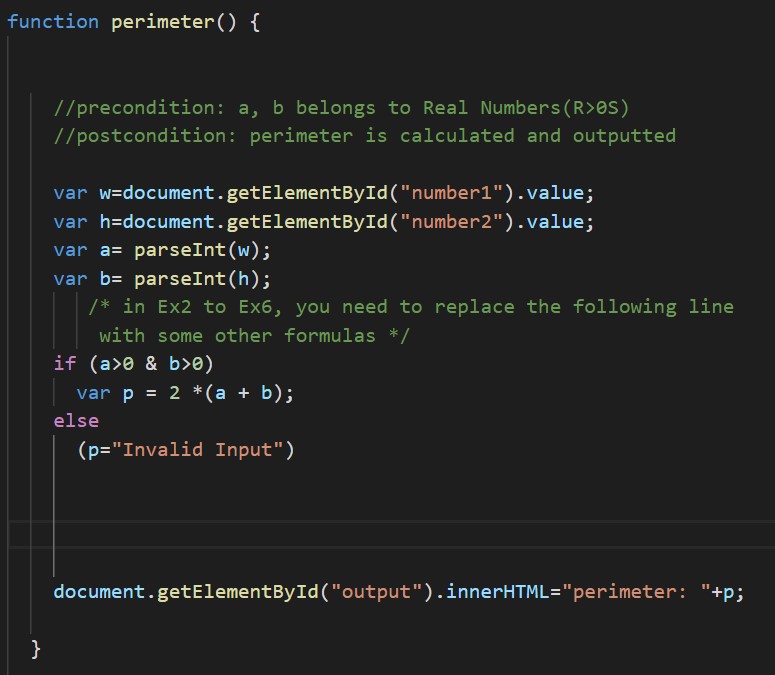 function perimeter() {
//precondition: a, b belongs to Real Numbers(R>0S)
//postcondition: perimeter is calculated and outputted
var w=document.getElementById("number1").value;
var h=document.getElementById("number2").value;
var a= parseInt(w);
var b= parseInt(h);
/* in Ex2 to Ex6, you need to replace the following line
with some other formulas */
if (a>0 & b>0)
var p = 2 *(a + b);
else
(p="Invalid Input")
document.getElementById("output").innerHTML="perimeter: "+p;
}